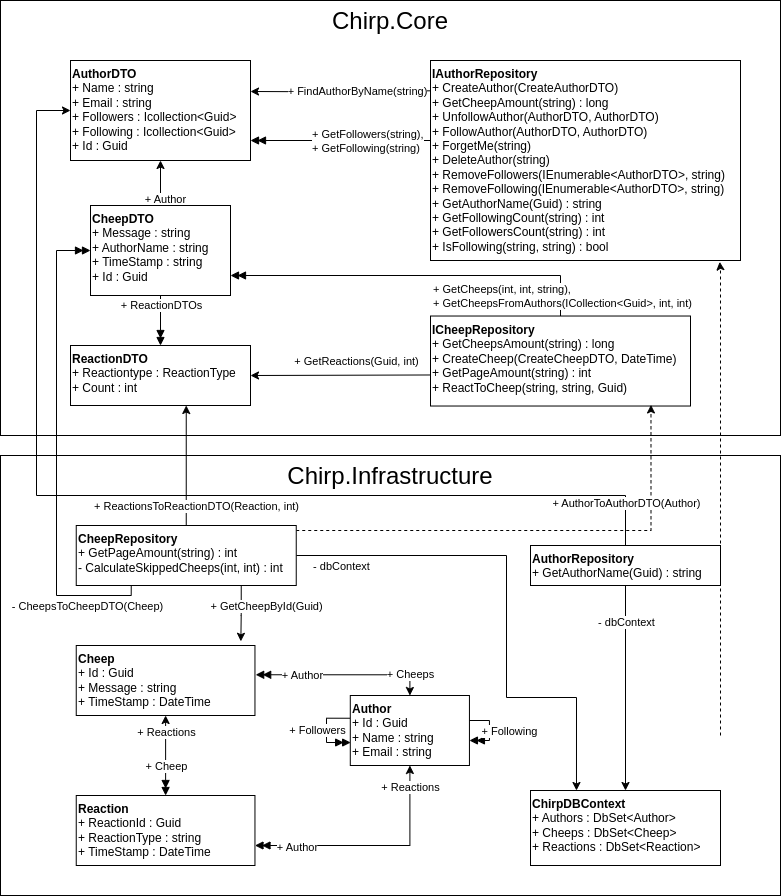 Chirp.Core
AuthorDTO
+ Name : string
+ Email : string
+ Followers : Icollection<Guid>
+ Following : Icollection<Guid>
+ Id : Guid
+ FindAuthorByName(string)
+ GetFollowers(string),
+ GetFollowing(string)
IAuthorRepository
+ CreateAuthor(CreateAuthorDTO)
+ GetCheepAmount(string) : long
+ UnfollowAuthor(AuthorDTO, AuthorDTO)
+ FollowAuthor(AuthorDTO, AuthorDTO)
+ ForgetMe(string)
+ DeleteAuthor(string)
+ RemoveFollowers(IEnumerable<AuthorDTO>, string)
+ RemoveFollowing(IEnumerable<AuthorDTO>, string)
+ GetAuthorName(Guid) : string
+ GetFollowingCount(string) : int
+ GetFollowersCount(string) : int
+ IsFollowing(string, string) : bool
+ Author
CheepDTO
+ Message : string
+ AuthorName : string
+ TimeStamp : string
+ Id : Guid
+ ReactionDTOs
+ GetCheeps(int, int, string),
+ GetCheepsFromAuthors(ICollection<Guid>, int, int)
ReactionDTO
+ Reactiontype : ReactionType
+ Count : int
+ GetReactions(Guid, int)
ICheepRepository
+ GetCheepsAmount(string) : long
+ CreateCheep(CreateCheepDTO, DateTime)
+ GetPageAmount(string) : int
+ ReactToCheep(string, string, Guid)
Chirp.Infrastructure
+ ReactionsToReactionDTO(Reaction, int)
+ AuthorToAuthorDTO(Author)
CheepRepository
+ GetPageAmount(string) : int
- CalculateSkippedCheeps(int, int) : int
- dbContext
AuthorRepository
+ GetAuthorName(Guid) : string
- CheepsToCheepDTO(Cheep)
+ GetCheepById(Guid)
- dbContext
Cheep
+ Id : Guid
+ Message : string
+ TimeStamp : DateTime
+ Author
+ Cheeps
Author
+ Id : Guid
+ Name : string
+ Email : string
+ Followers
+ Following
+ Reactions
+ Cheep
+ Reactions
Reaction
+ ReactionId : Guid
+ ReactionType : string
+ TimeStamp : DateTime
+ Author
ChirpDBContext
+ Authors : DbSet<Author>
+ Cheeps : DbSet<Cheep>
+ Reactions : DbSet<Reaction>